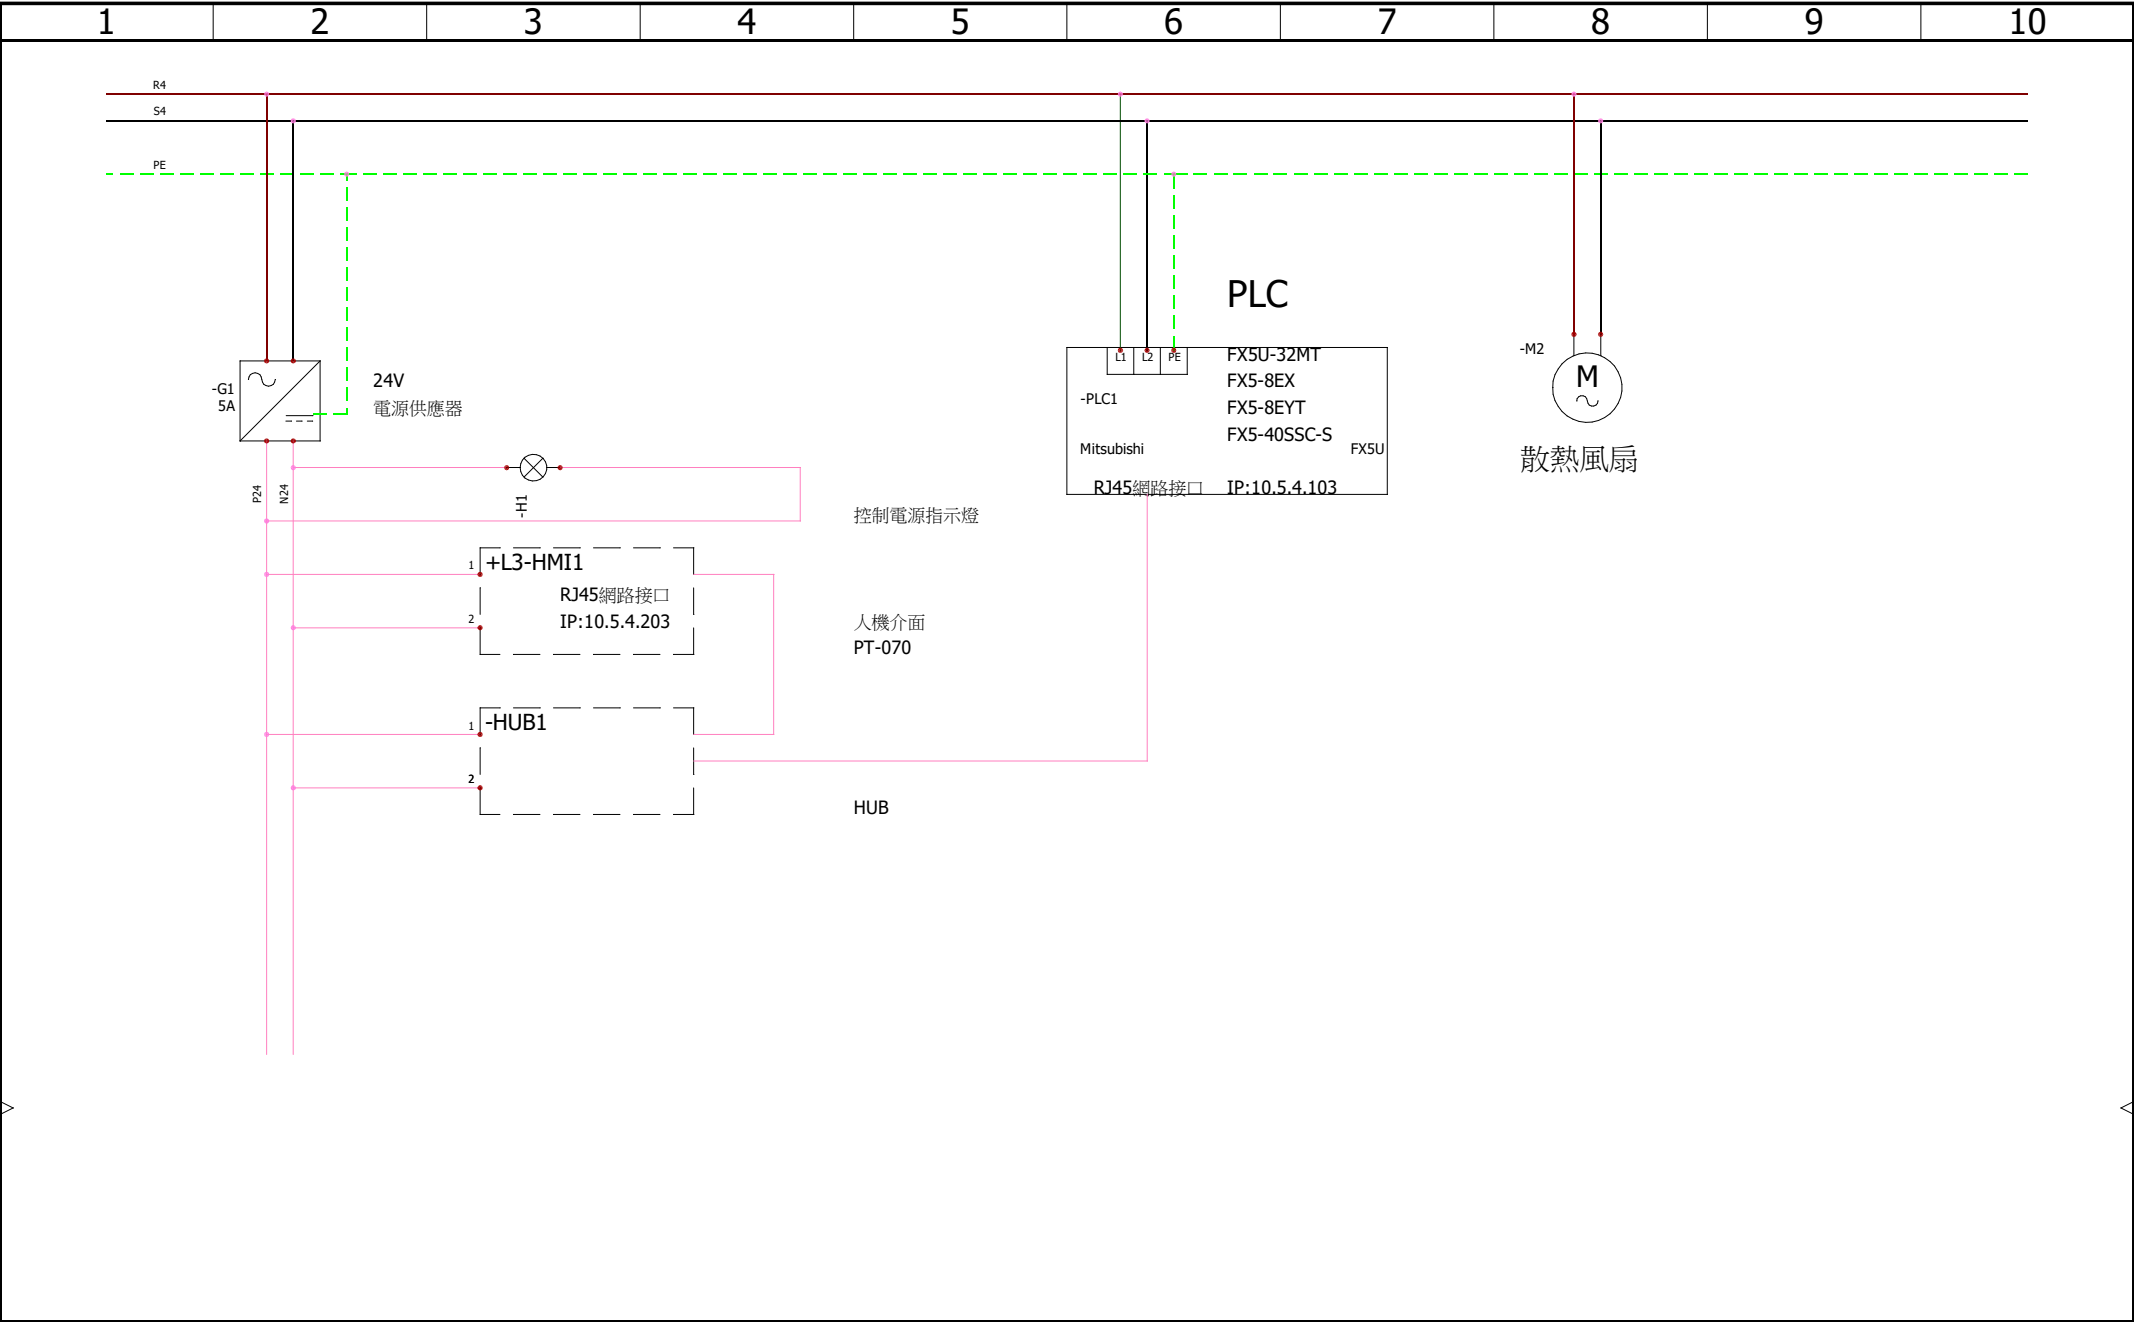 1 2 3 4 5 6 7 8 9 10
R4
S4
PE
PLC
L1 L2 PE
FX5U-32MT
FX5-8EX
FX5-8EYT
FX5-40SSC-S
-PLC1
Mitsubishi
FX5U
RJ45網路接口 IP:10.5.4.103
-M2
M
散熱風扇
-G1
5A
24V
電源供應器
P24
N24
-H1
控制電源指示燈
1
+L3-HMI1
RJ45網路接口
2
IP:10.5.4.203
人機介面
PT-070
1
-HUB1
2
HUB